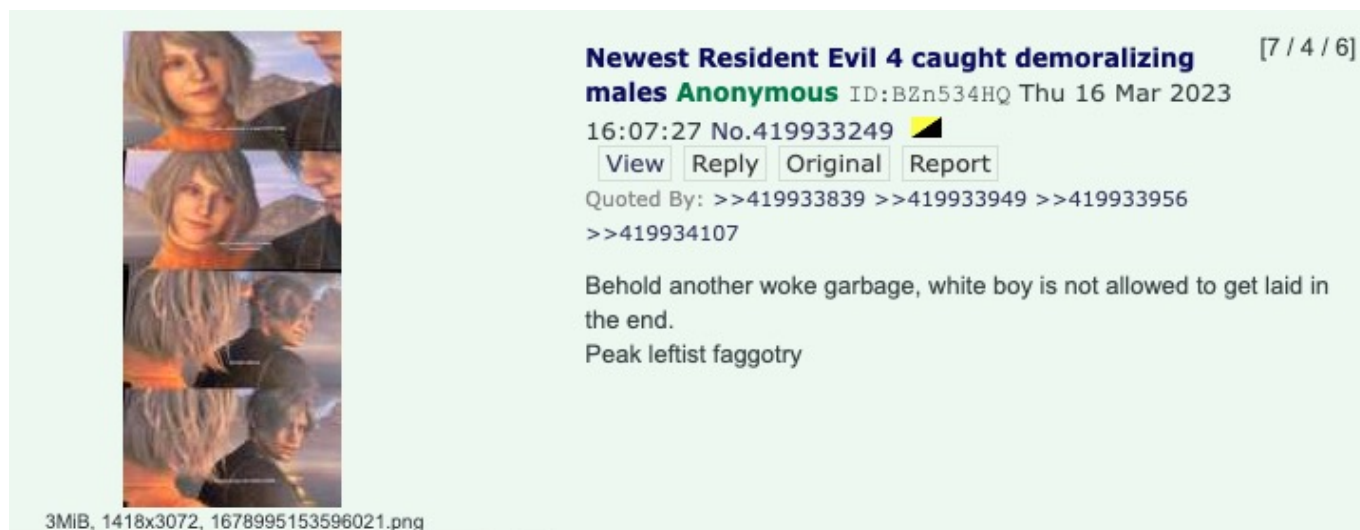 Newest Resident Evil 4 caught demoralizing
[7 / 4 / 6]
males Anonymous ID:BZn534HQ Thu 16 Mar 2023
16:07:27 No.419933249
View Reply Original Report
Quoted By: >>419933839 >>419933949 >>419933956
>>419934107
Behold another woke garbage, white boy is not allowed to get laid in
the end.
Peak leftist faggotry
3MiB, 1418x3072, 1678995153596021.png